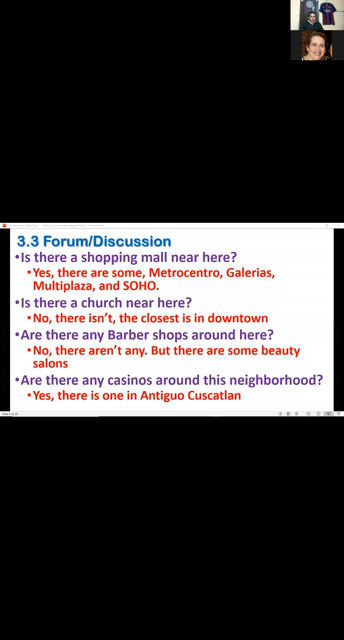 3.3 Forum/Discussion
•Is there a shopping mall near here?
•Yes, there are some, Metrocentro, Galerias,
Multiplaza, and SOHO.
•Is there a church near here?
•No, there isn't, the closest is in downtown
•Are there any Barber shops around here?
•No, there aren't any. But there are some beauty
salons
•Are there any casinos around this neighborhood?
•Yes, there is one in Antiguo Cuscatlan